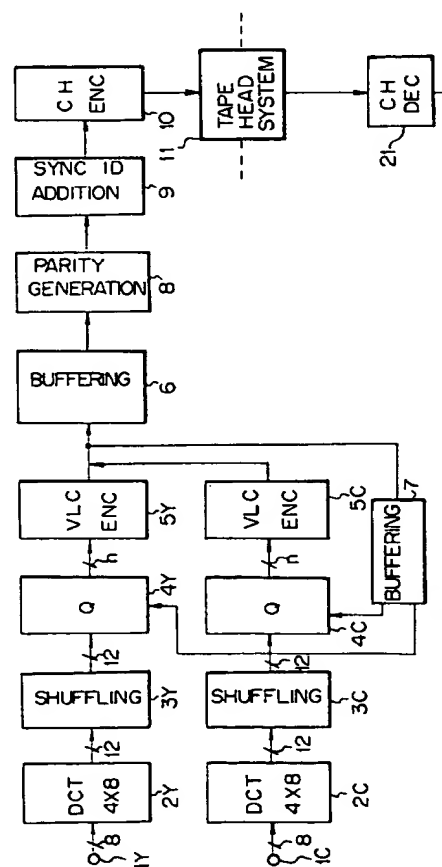 1Y
8
DCT
4X8
2Y
12
SHUFFLING
3Y
12
Q
4Y
n
VLC
ENC
5Y
BUFFERING
6
PARITY
GENERATION
8
SYNC ID
ADDITION
9
CH
ENC
10
TAPE
HEAD
SYSTEM
11
CH
DEC
21
1C
8
DCT
4X8
2C
12
SHUFFLING
3C
12
Q
4C
n
VLC
ENC
5C
BUFFERING
7